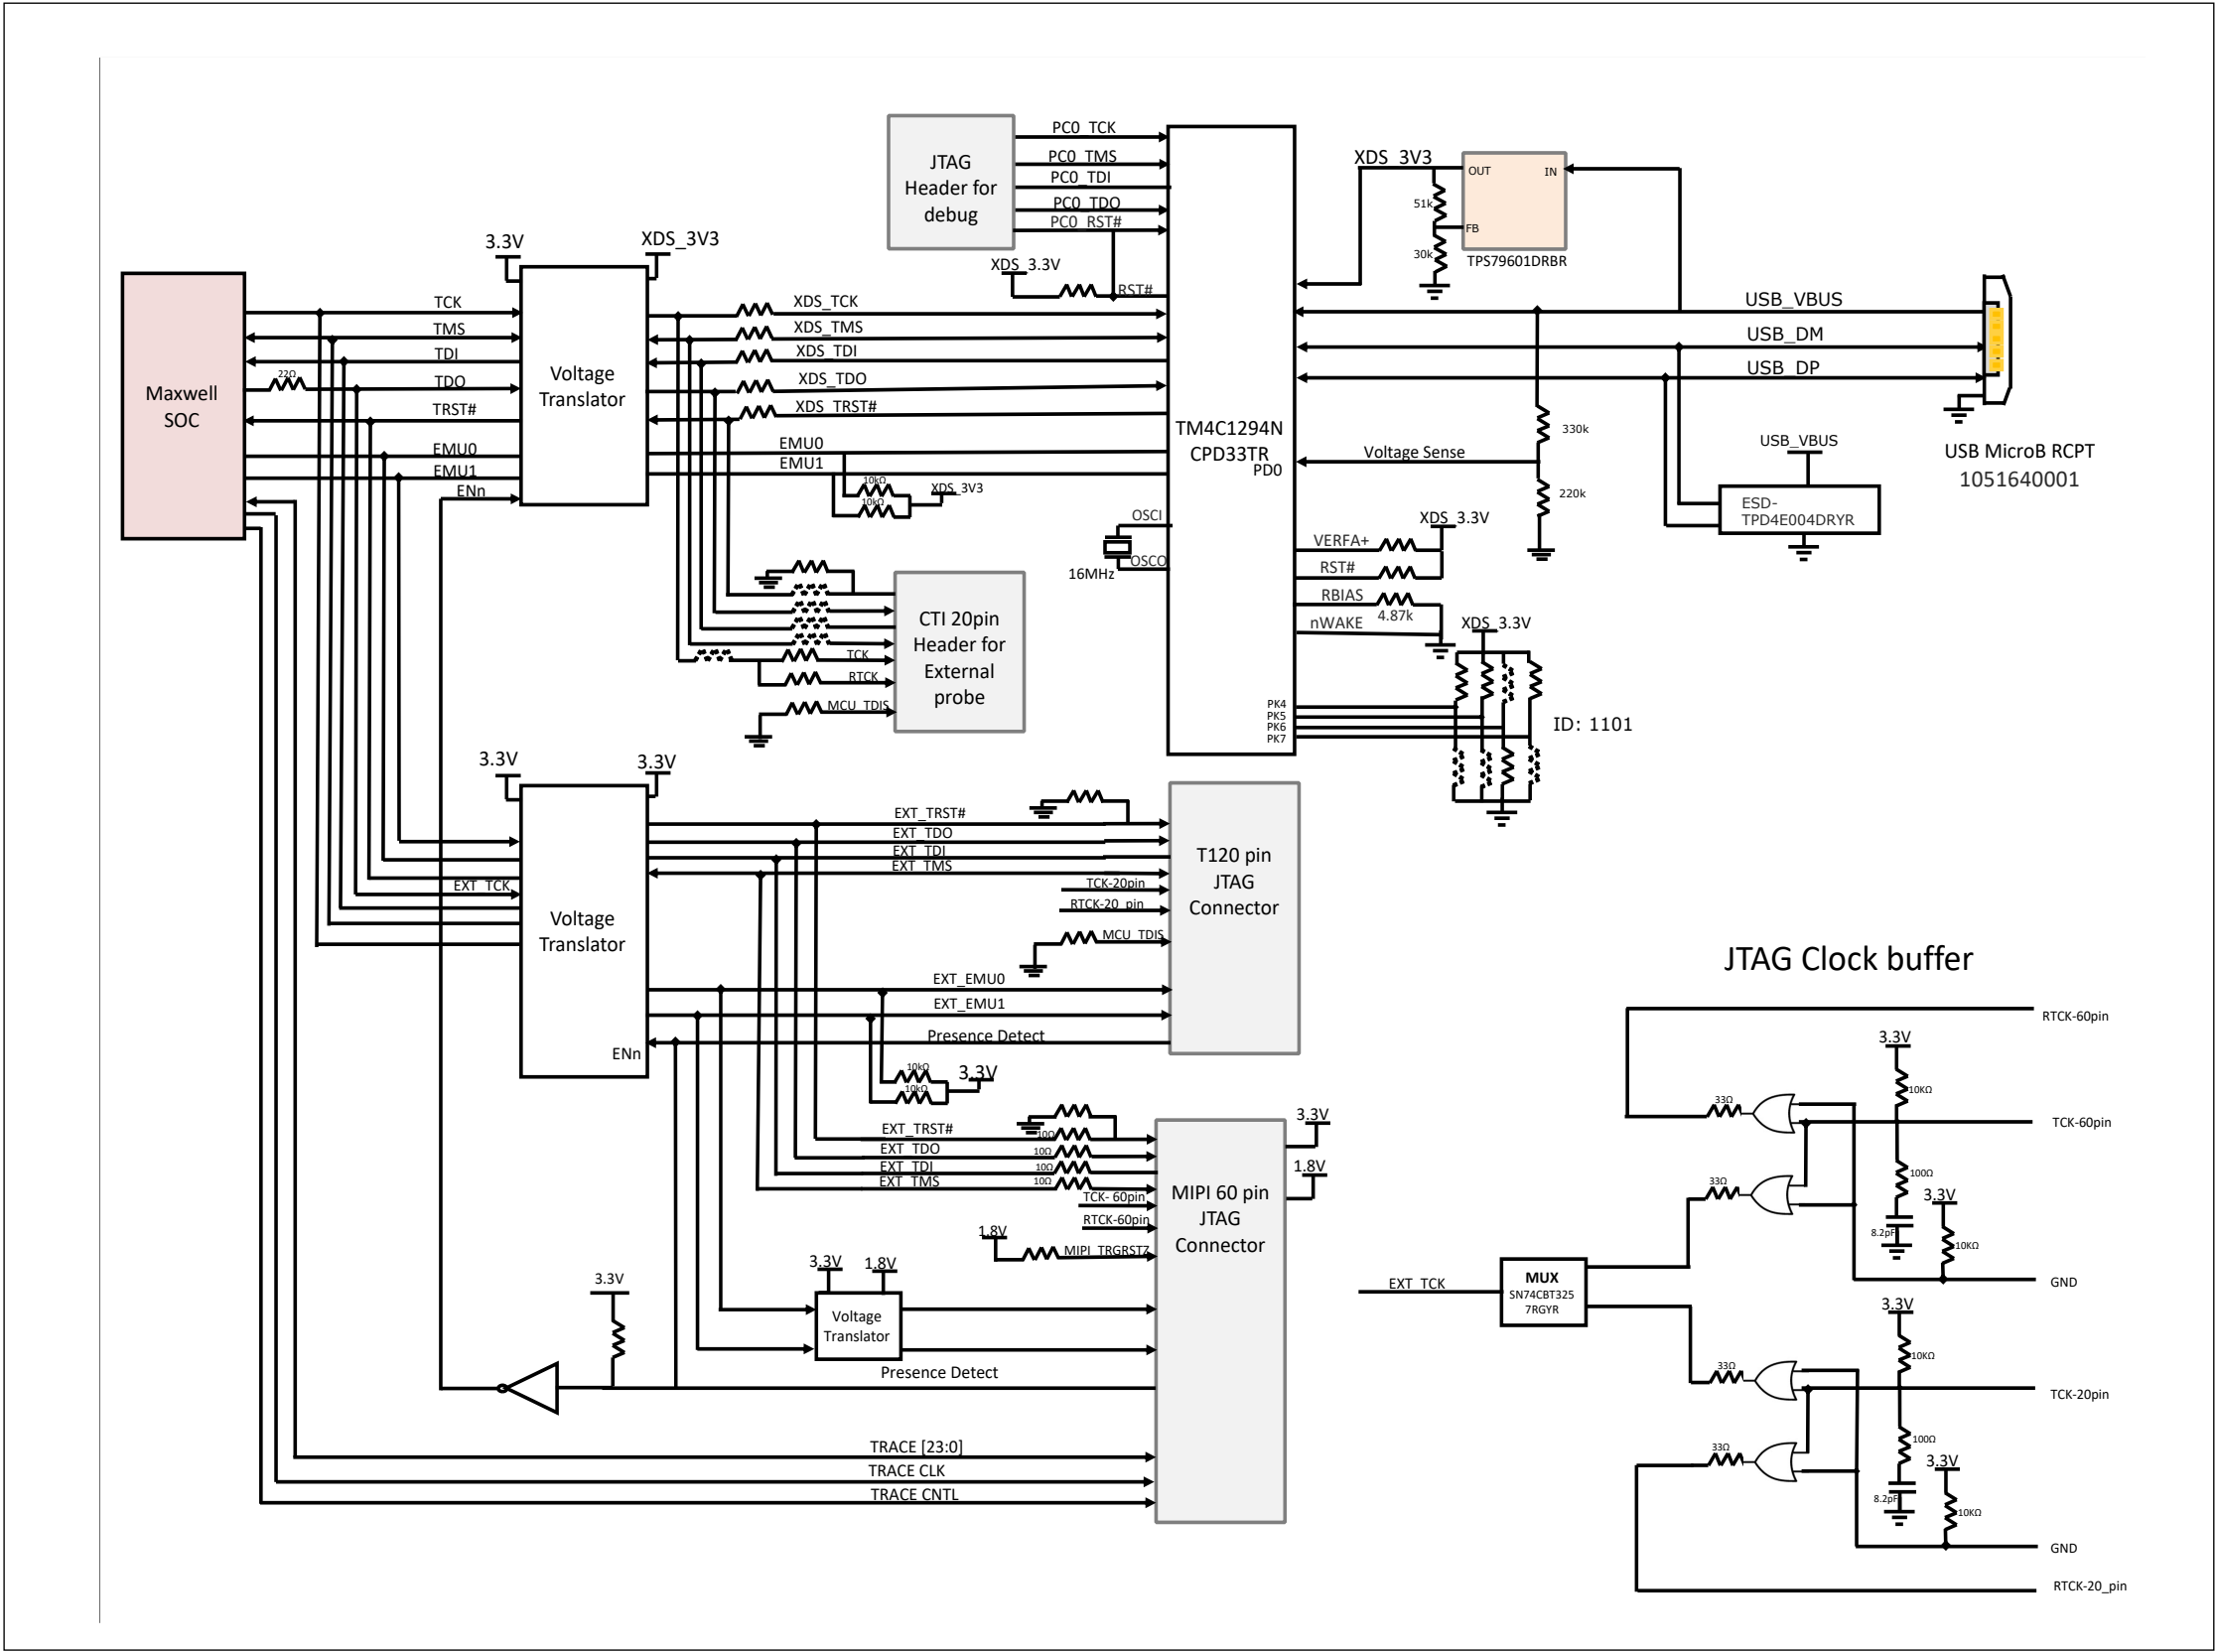 JTAG
Header for
debug
PC0_TCK
PC0_TMS
PC0_TDI
PC0_TDO
PC0_RST#
XDS_3.3V
RST#
XDS_3V3
OUT
IN
FB
51k
30k
TPS79601DRBR
3.3V
XDS_3V3
Maxwell
SOC
TCK
TMS
TDI
22Ω
TDO
TRST#
EMU0
EMU1
ENn
Voltage
Translator
XDS_TCK
XDS_TMS
XDS_TDI
XDS_TDO
XDS_TRST#
EMU0
EMU1
10kΩ
10kΩ
XDS_3V3
TM4C1294N
CPD33TR
PD0
OSCI
OSCO
16MHz
USB_VBUS
USB_DM
USB_DP
Voltage Sense
330k
220k
USB MicroB RCPT
1051640001
USB_VBUS
ESD-
TPD4E004DRYR
VERFA+
RST#
RBIAS
nWAKE
4.87k
XDS_3.3V
XDS_3.3V
PK4
PK5
PK6
PK7
ID: 1101
CTI 20pin
Header for
External
probe
TCK
RTCK
MCU_TDIS
3.3V
3.3V
EXT_TCK
Voltage
Translator
ENn
EXT_TRST#
EXT_TDO
EXT_TDI
EXT_TMS
TCK-20pin
RTCK-20_pin
MCU_TDIS
EXT_EMU0
EXT_EMU1
Presence Detect
T120 pin
JTAG
Connector
10kΩ
10kΩ
3.3V
EXT_TRST#
EXT_TDO
EXT_TDI
EXT_TMS
10Ω
10Ω
10Ω
10Ω
TCK- 60pin
RTCK-60pin
1.8V
MIPI_TRGRSTZ
MIPI 60 pin
JTAG
Connector
3.3V
1.8V
3.3V
1.8V
Voltage
Translator
3.3V
Presence Detect
TRACE [23:0]
TRACE CLK
TRACE CNTL
JTAG Clock buffer
RTCK-60pin
3.3V
10KΩ
33Ω
TCK-60pin
33Ω
100Ω
3.3V
8.2pF
10KΩ
GND
EXT_TCK
MUX
SN74CBT325
7RGYR
3.3V
10KΩ
33Ω
TCK-20pin
33Ω
100Ω
3.3V
8.2pF
10KΩ
GND
RTCK-20_pin